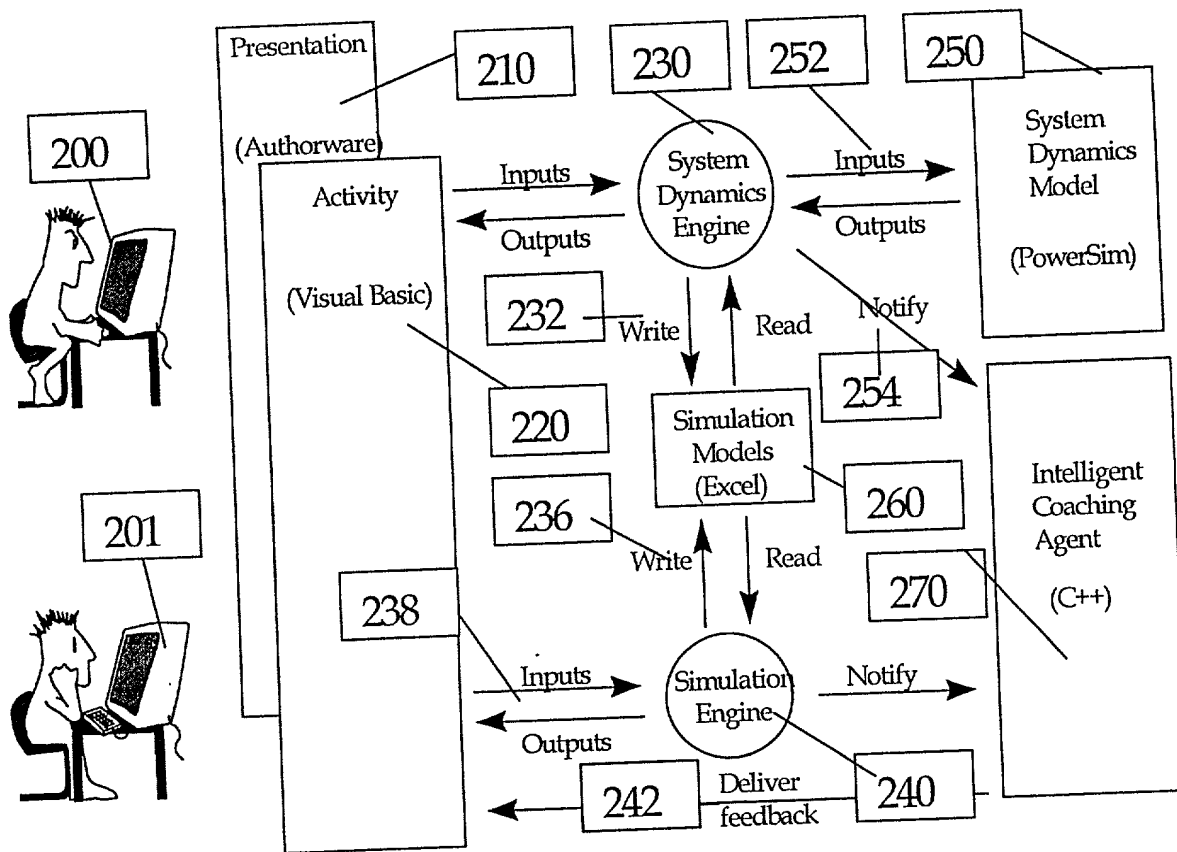 Presentation
(Authorware)
210
230
252
250
200
Activity
(Visual Basic)
Inputs
Outputs
System
Dynamics
Engine
Inputs
Outputs
System
Dynamics
Model
(PowerSim)
232
Write
Read
Notify
254
220
Simulation
Models
(Excel)
260
236
Write
Read
270
Intelligent
Coaching
Agent
(C++)
201
238
Inputs
Outputs
Simulation
Engine
Notify
242
Deliver
feedback
240